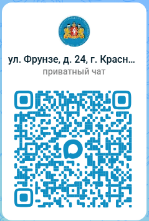 ул. Фрунзе, д. 24, г. Красн...
приватный чат